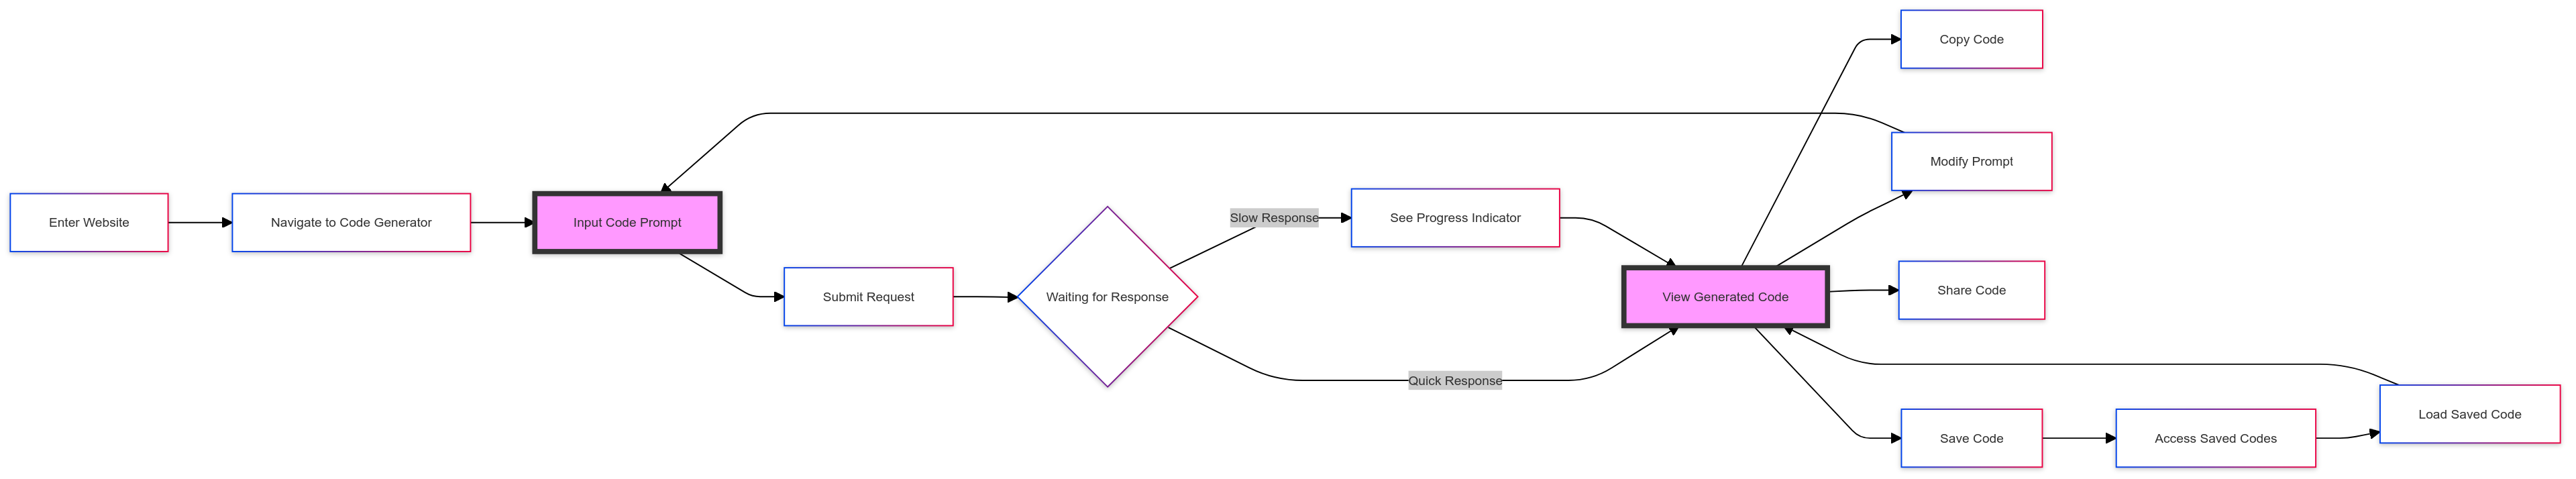 Enter Website
Navigate to Code Generator
Input Code Prompt
Submit Request
Waiting for Response
Slow Response
Quick Response
See Progress Indicator
View Generated Code
Copy Code
Modify Prompt
Share Code
Save Code
Access Saved Codes
Load Saved Code